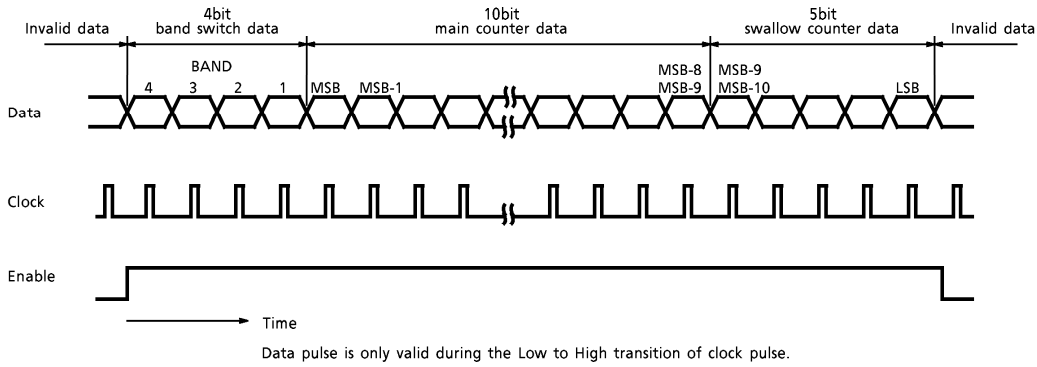 4bit 10bit 5bit
Invalid data band switch data main counter data swallow counter data Invalid data
BAND MSB-8 MSB-9
4 3 2 1 MSB MSB-1 MSB-9 MSB-10 LSB
Data
Clock
Enable
Time
Data pulse is only valid during the Low to High transition of clock pulse.